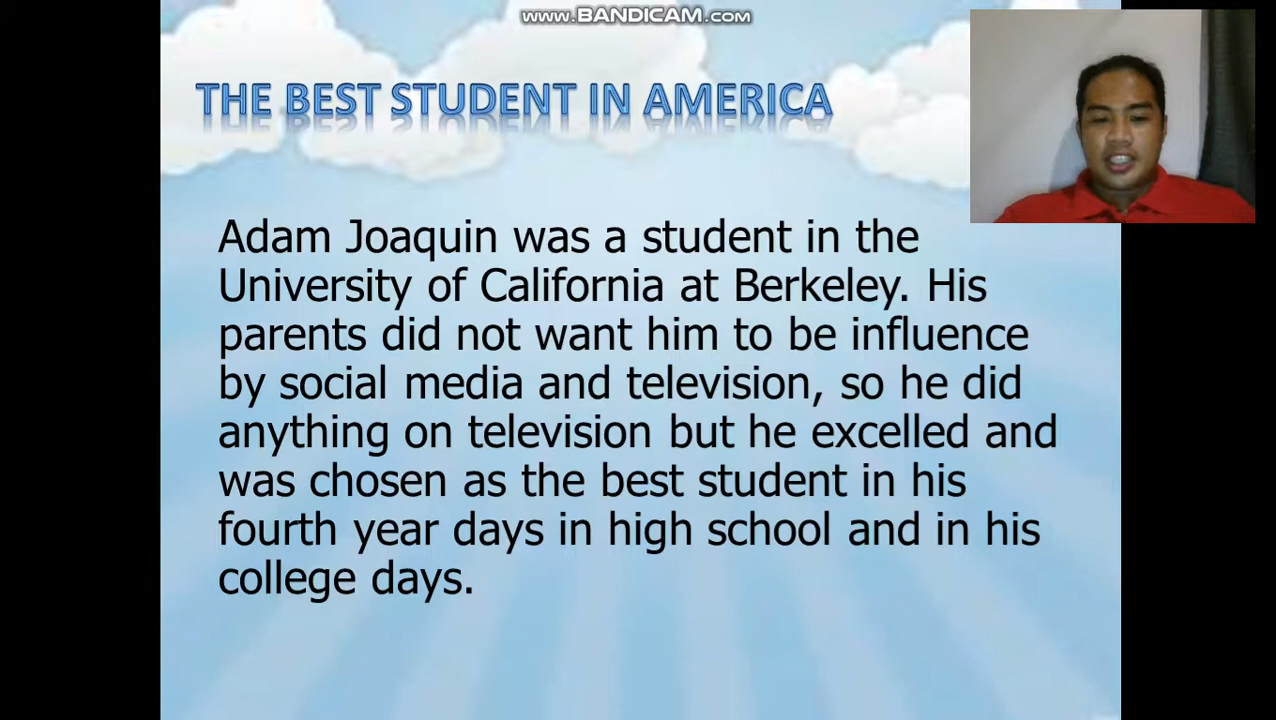 www.BANDICAM.com
THE BEST STUDENT IN AMERICA
Adam Joaquin was a student in the
University of California at Berkeley. His
parents did not want him to be influence
by social media and television, so he did
anything on television but he excelled and
was chosen as the best student in his
fourth year days in high school and in his
college days.